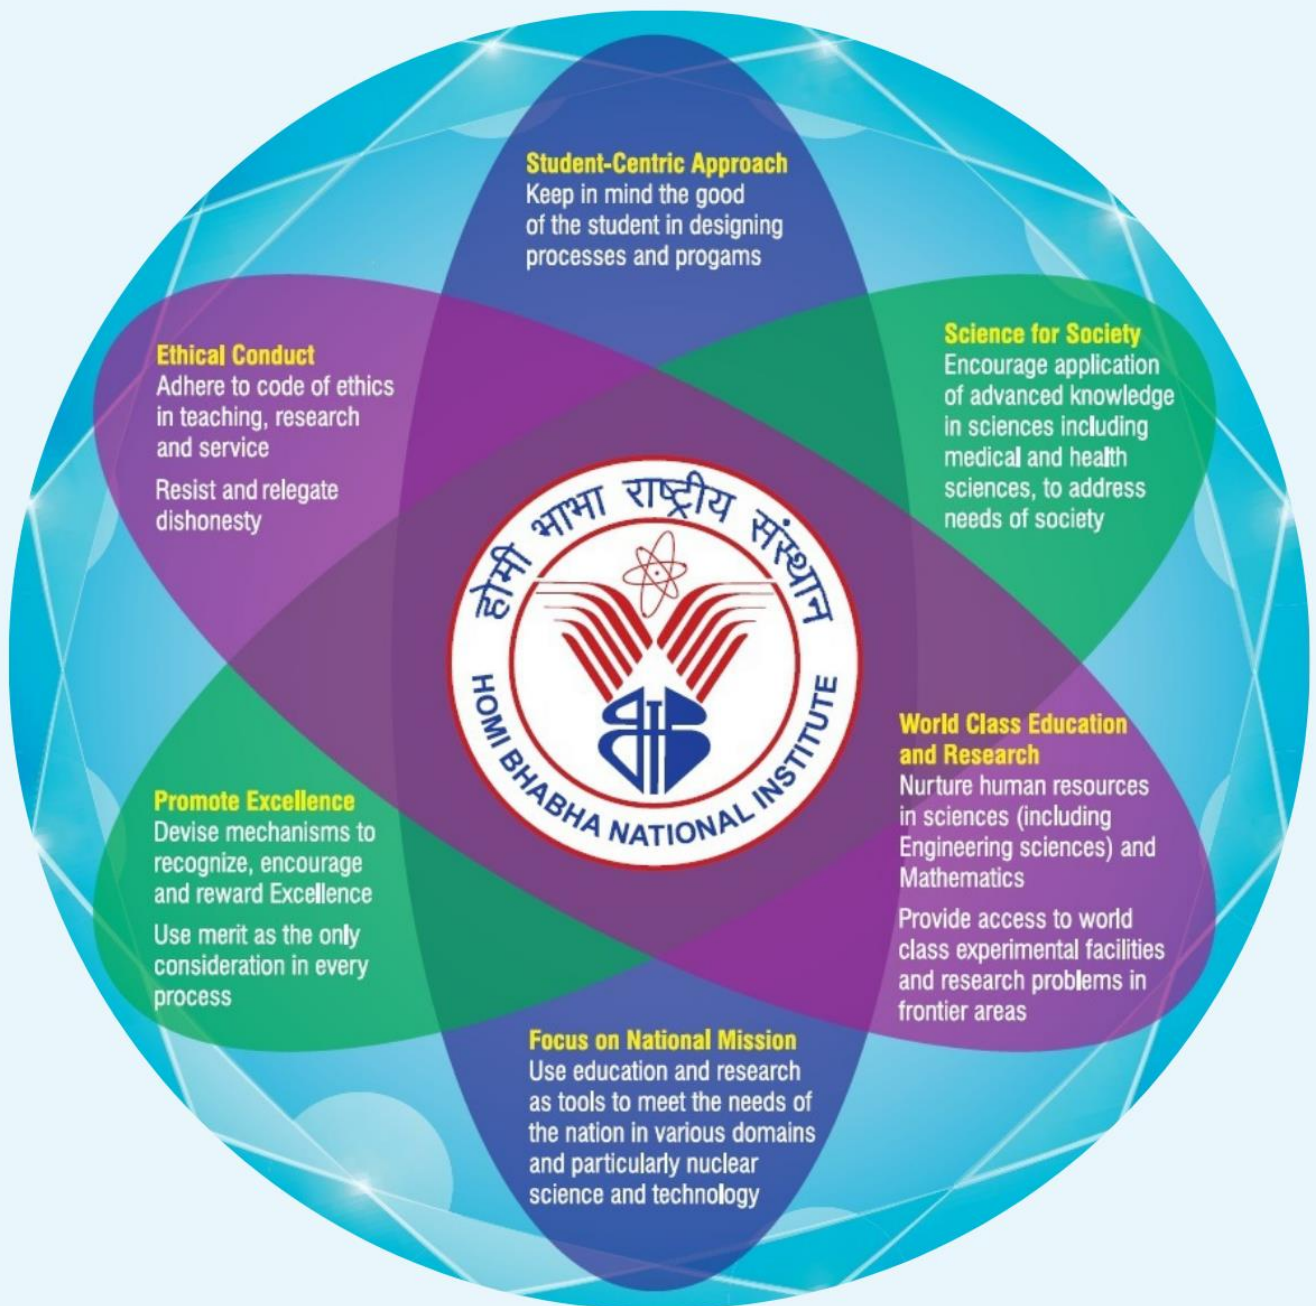 Student-Centric Approach
Keep in mind the good
of the student in designing
processes and progams
Ethical Conduct
Adhere to code of ethics
in teaching, research
and service
Resist and relegate
dishonesty
Science for Society
Encourage application
of advanced knowledge
in sciences including
medical and health
sciences, to address
needs of society
होमी भाभा राष्ट्रीय संस्थान
HOMI BHABHA NATIONAL INSTITUTE
World Class Education
and Research
Nurture human resources
in sciences (including
Engineering sciences) and
Mathematics
Provide access to world
class experimental facilities
and research problems in
frontier areas
Promote Excellence
Devise mechanisms to
recognize, encourage
and reward Excellence
Use merit as the only
consideration in every
process
Focus on National Mission
Use education and research
as tools to meet the needs of
the nation in various domains
and particularly nuclear
science and technology